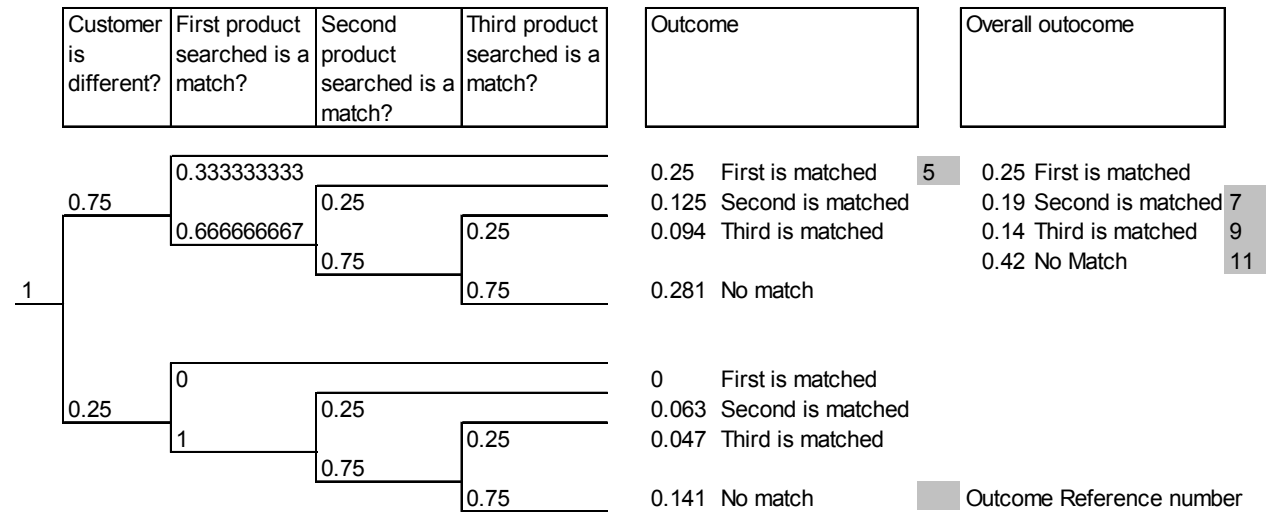 Customer is different?
First product searched is a match?
Second product searched is a match?
Third product searched is a match?
Outcome
Overall outocome
0.333333333
0.25 First is matched 5 0.25 First is matched
0.75 0.25 0.125 Second is matched 0.19 Second is matched 7
0.666666667 0.25 0.094 Third is matched 0.14 Third is matched 9
0.75 0.42 No Match 11
1 0.75 0.281 No match
0 0 First is matched
0.25 0.25 0.063 Second is matched
1 0.25 0.047 Third is matched
0.75
0.75 0.141 No match Outcome Reference number